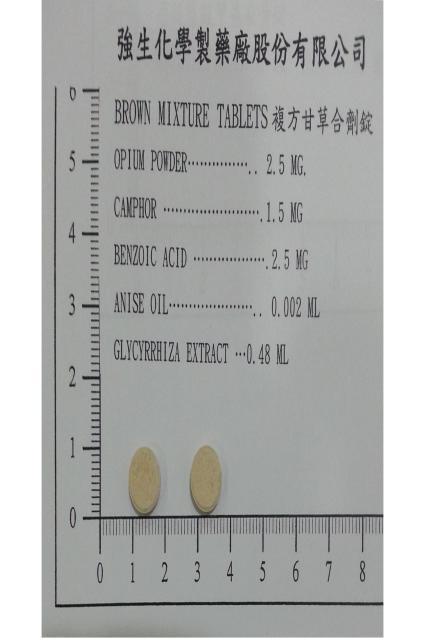 強生化學製藥廠股份有限公司
BROWN MIXTURE TABLETS 複方甘草合劑錠
OPIUM POWDER................. 2.5 MG.
CAMPHOR ......................1.5 MG
BENZOIC ACID ..................2.5 MG
ANISE OIL...................... 0.002 ML
GLYCYRRHIZA EXTRACT ...0.48 ML
6
5
4
3
2
1
0
0 1 2 3 4 5 6 7 8